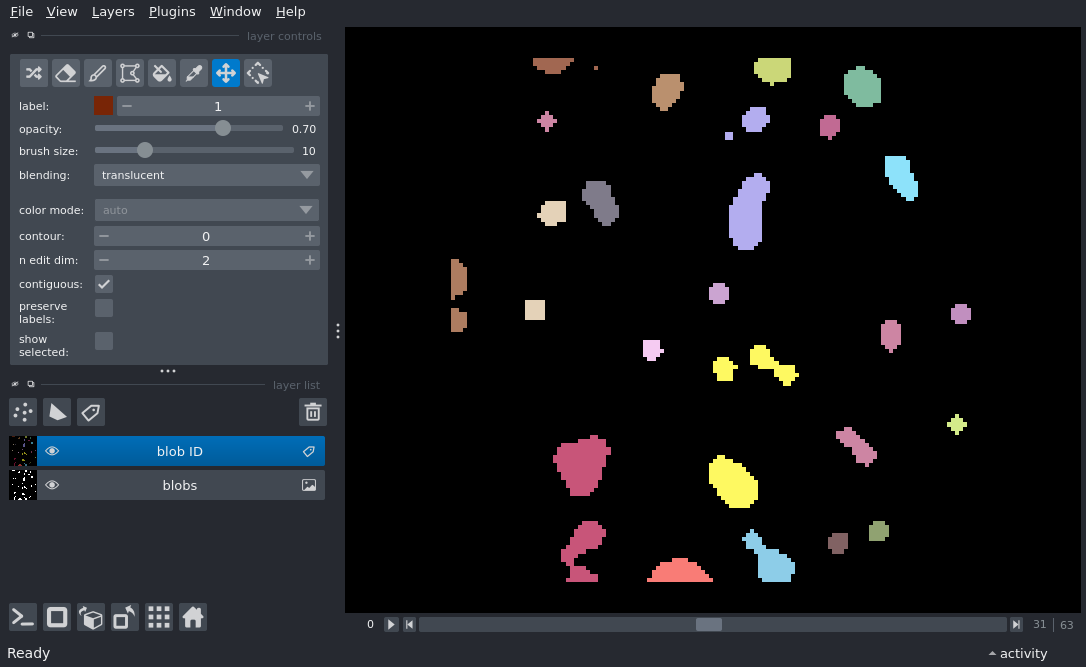 File View Layers Plugins Window Help
layer controls
label: 1
opacity: 0.70
brush size: 10
blending: translucent
color mode: auto
contour: 0
n edit dim: 2
contiguous:
preserve
labels:
show
selected:
layer list
blob ID
blobs
0 31 63
Ready activity